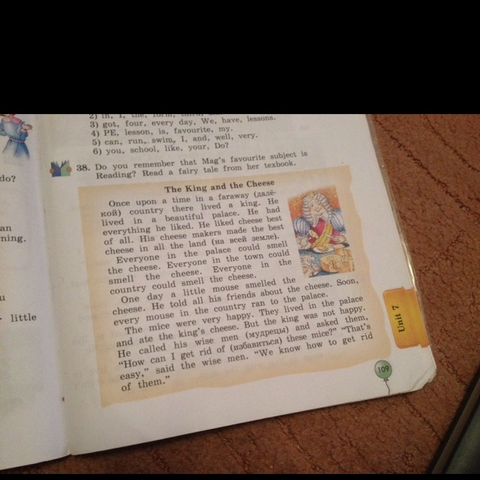 2) in, I, the,
3) got, four, every day, We, have, lessons.
4) PE, lesson, is, favourite, my.
5) can, run, swim, I, and, well, very.
6) you, school, like, your, Do?
38. Do you remember that Mag's favourite subject is
Reading? Read a fairy tale from her texbook.
The King and the Cheese
Once upon a time in a faraway (далё-
кой) country there lived a king. He
lived in a beautiful palace. He had
everything he liked. He liked cheese best
of all. His cheese makers made the best
cheese in all the land (на всей земле).
Everyone in the palace could smell
the cheese. Everyone in the town could
smell the cheese. Everyone in the
country could smell the cheese.
One day a little mouse smelled the
cheese. He told all his friends about the cheese. Soon,
every mouse in the country ran to the palace.
The mice were very happy. They lived in the palace
and ate the king's cheese. But the king was not happy.
He called his wise men (мудрецы) and asked them,
"How can I get rid of (избавиться) these mice?" "That's
easy," said the wise men. "We know how to get rid
of them."
do?
an
ning.
u
little
Unit 7
109